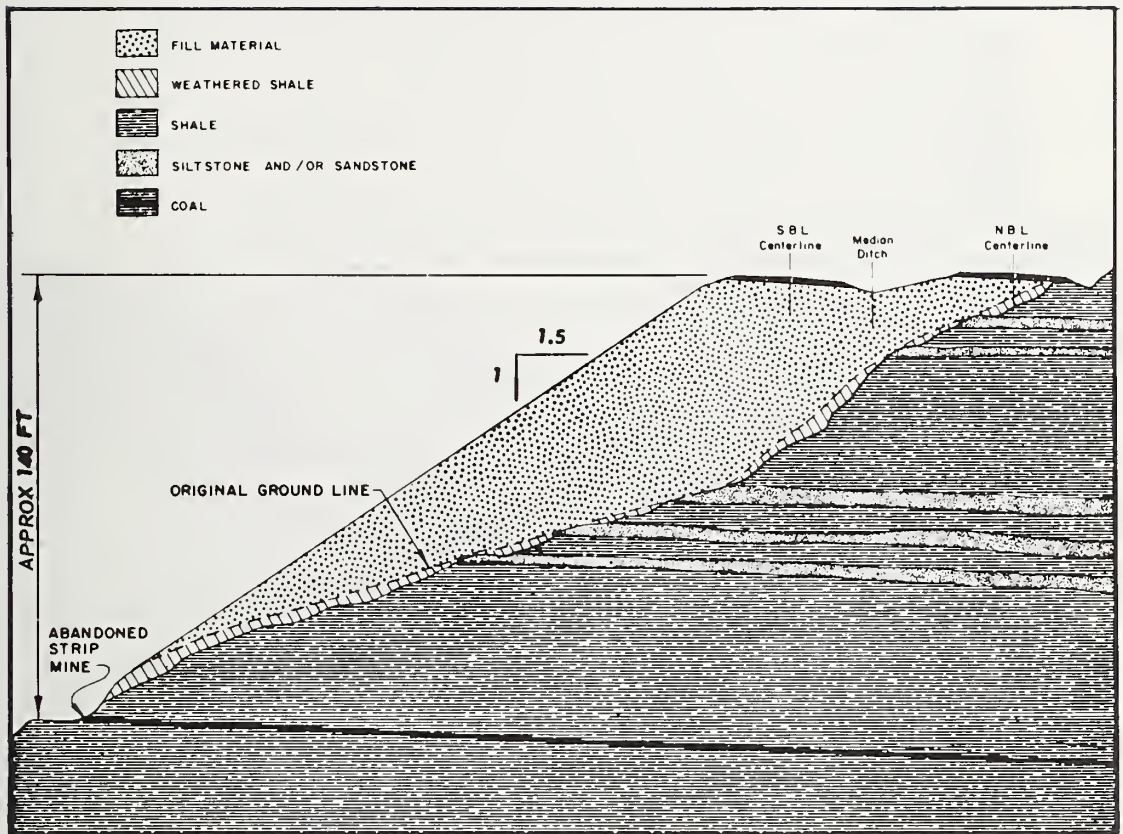 FILL MATERIAL
WEATHERED SHALE
SHALE
SILTSTONE AND/OR SANDSTONE
COAL
SBL
Centerline
Median
Ditch
NBL
Centerline
1.5
1
APPROX 140 FT
ORIGINAL GROUND LINE
ABANDONED
STRIP
MINE